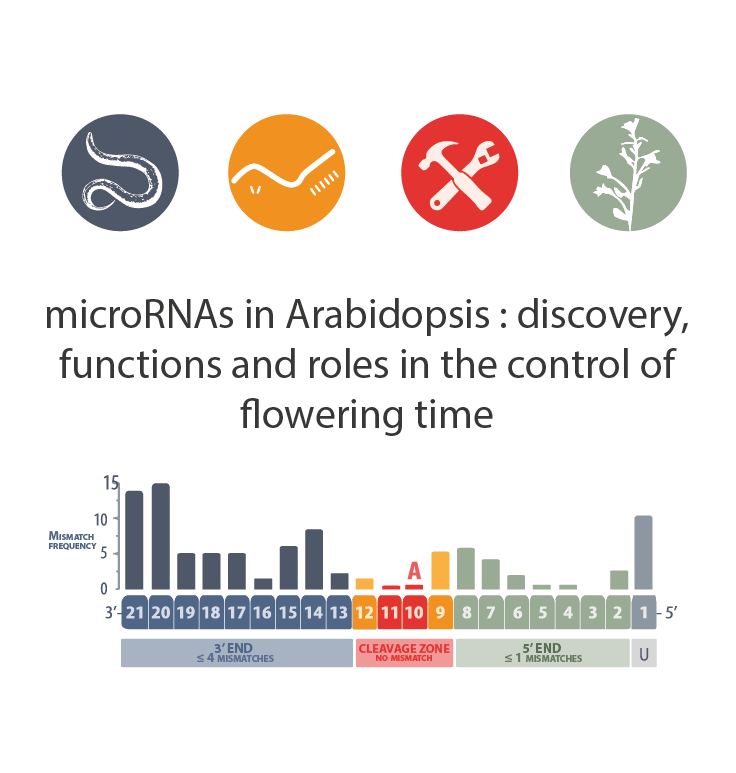 microRNAs in Arabidopsis : discovery,
functions and roles in the control of
flowering time
15
10
MISMATCH
FREQUENCY
5
0
A
3’ 21 20 19 18 17 16 15 14 13 12 11 10 9 8 7 6 5 4 3 2 1 5’
3’ END
≤ 4 MISMATCHES
CLEAVAGE ZONE
NO MISMATCH
5’ END
≤ 1 MISMATCHES
U